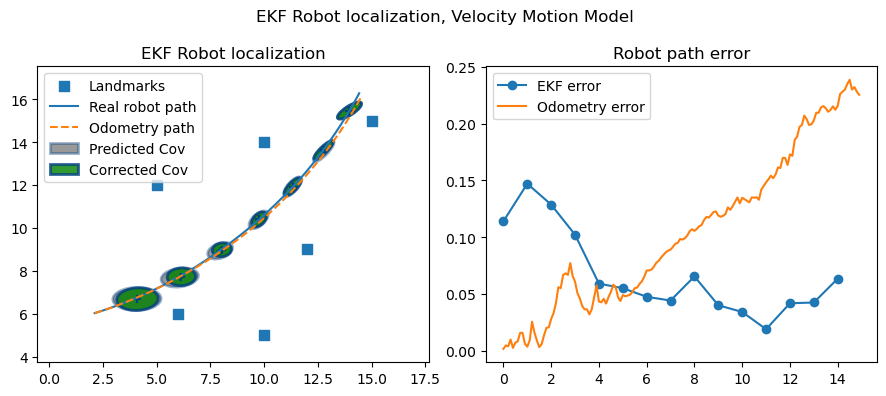 EKF Robot localization, Velocity Motion Model
EKF Robot localization
Landmarks
Real robot path
Odometry path
Predicted Cov
Corrected Cov
16
14
12
10
8
6
4
0.0 2.5 5.0 7.5 10.0 12.5 15.0 17.5
Robot path error
EKF error
Odometry error
0.25
0.20
0.15
0.10
0.05
0.00
0 2 4 6 8 10 12 14